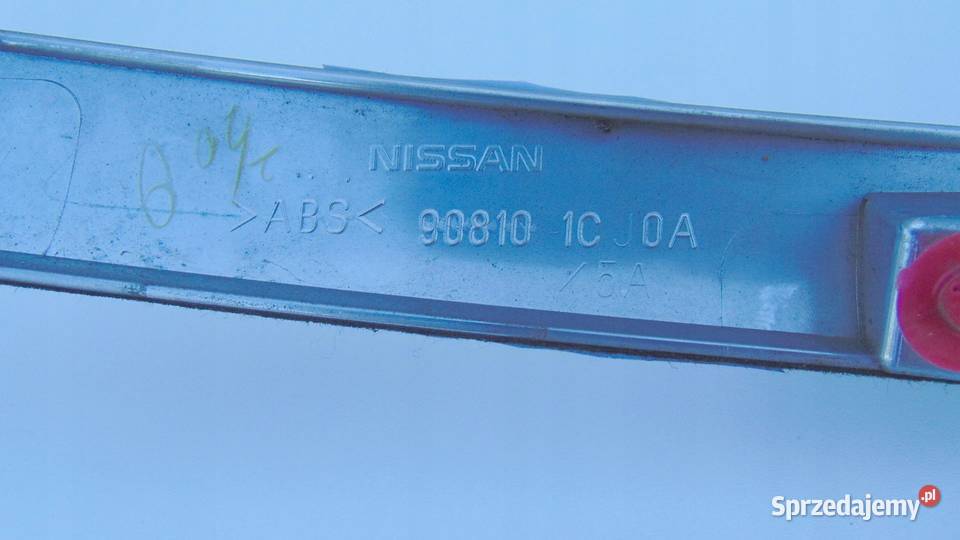 NISSAN
>ABS< 90810 1CJ0A
/5A
Sprzedajemy.pl